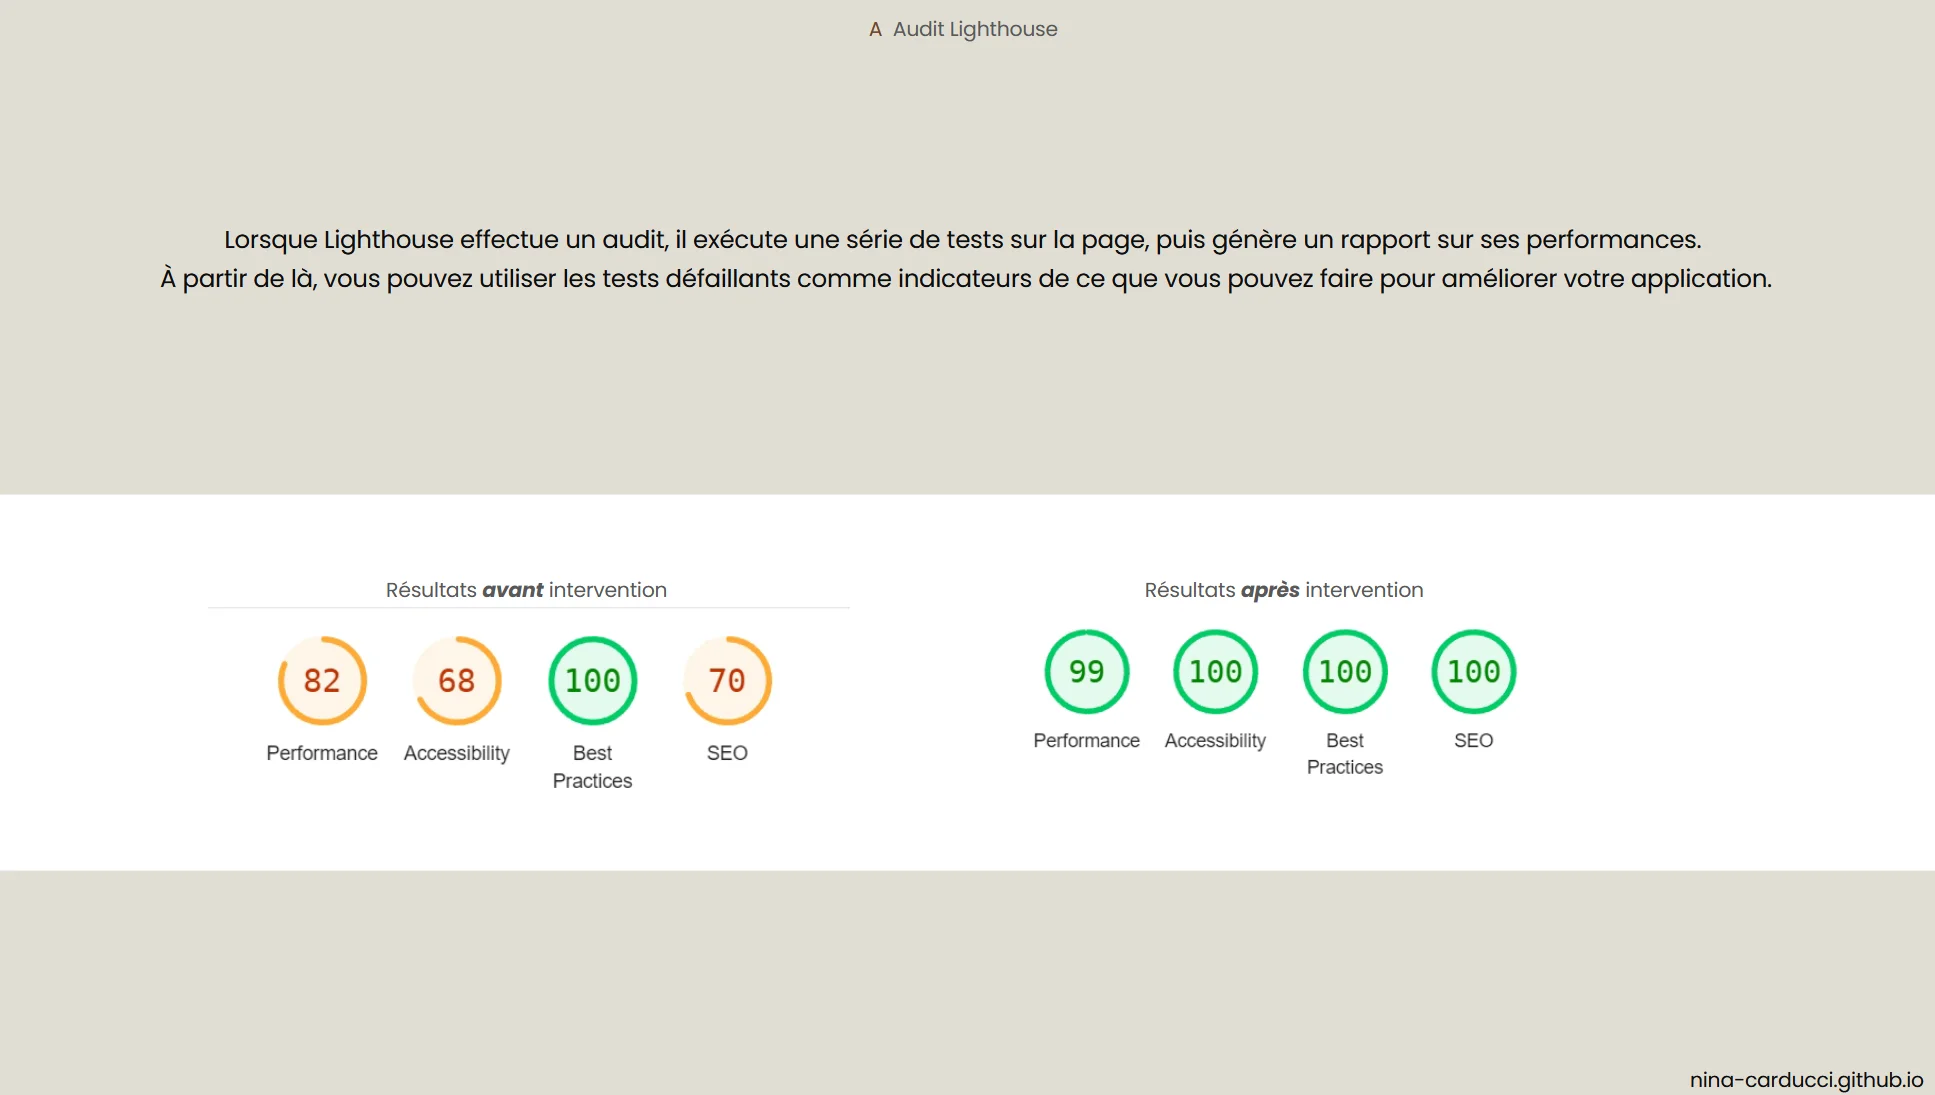 A Audit Lighthouse
Lorsque Lighthouse effectue un audit, il exécute une série de tests sur la page, puis génère un rapport sur ses performances.
À partir de là, vous pouvez utiliser les tests défaillants comme indicateurs de ce que vous pouvez faire pour améliorer votre application.
Résultats avant intervention
82 68 100 70
Performance Accessibility Best SEO
Practices
Résultats après intervention
99 100 100 100
Performance Accessibility Best SEO
Practices
nina-carducci.github.io